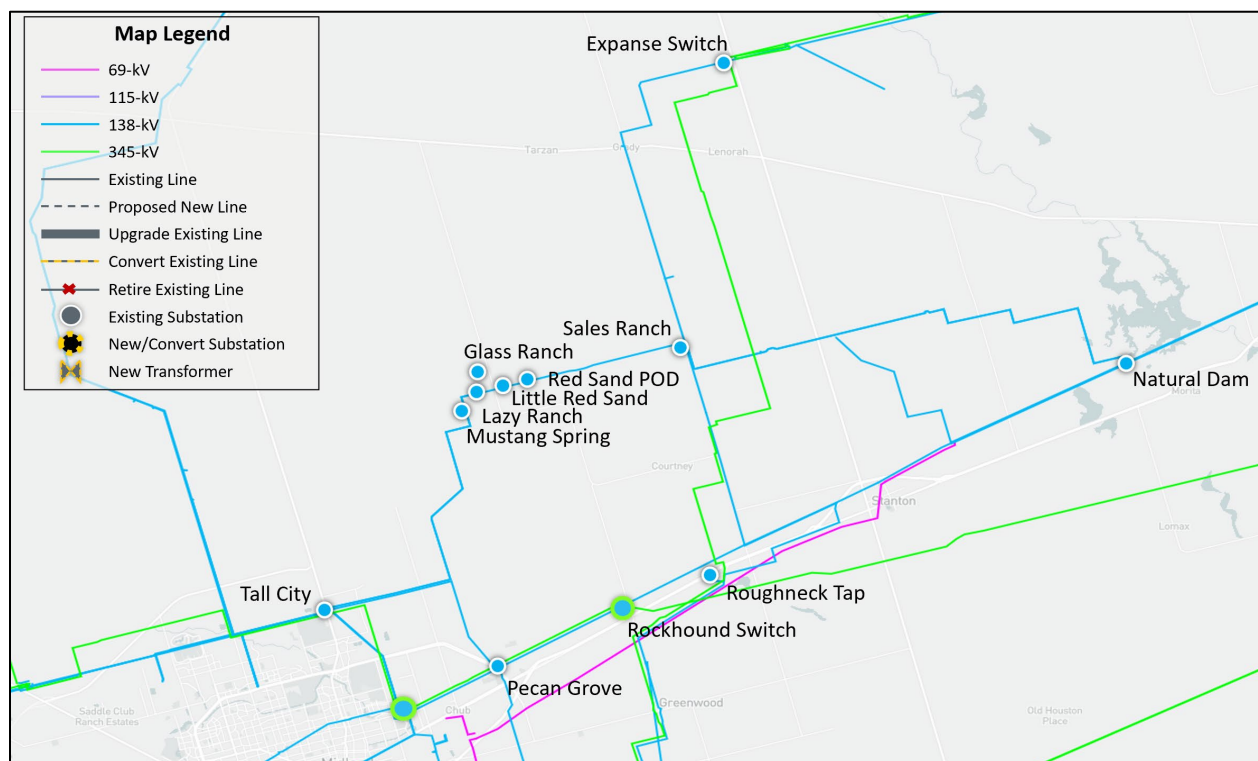 Map Legend
69-kV
115-kV
138-kV
345-kV
Existing Line
Proposed New Line
Upgrade Existing Line
Convert Existing Line
Retire Existing Line
Existing Substation
New/Convert Substation
New Transformer
Expanse Switch
Tarzan
Grady
Lenorah
Sales Ranch
Glass Ranch
Red Sand POD
Little Red Sand
Lazy Ranch
Mustang Spring
Natural Dam
Morita
Courtney
Stanton
Lomax
Tall City
Roughneck Tap
Rockhound Switch
Pecan Grove
Greenwood
Saddle Club
Ranch Estates
Chub
Old Houston
Place